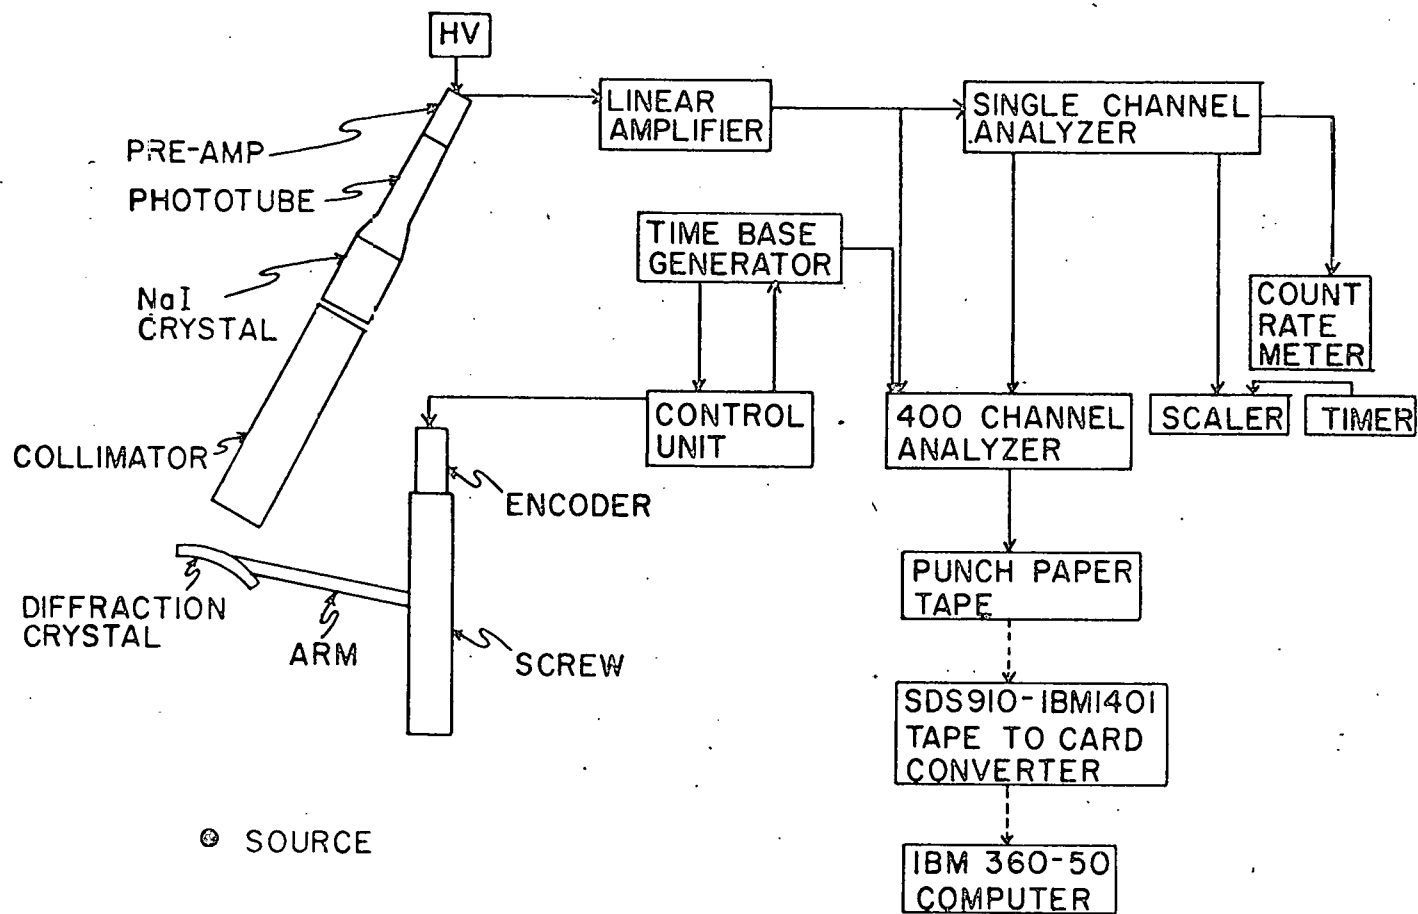 HV
LINEAR
AMPLIFIER
SINGLE CHANNEL
ANALYZER
PRE-AMP
PHOTOTUBE
TIME BASE
GENERATOR
NaI
CRYSTAL
COUNT
RATE
METER
CONTROL
UNIT
400 CHANNEL
ANALYZER
SCALER
TIMER
COLLIMATOR
ENCODER
DIFFRACTION
CRYSTAL
ARM
SCREW
PUNCH PAPER
TAPE
SDS910-IBM1401
TAPE TO CARD
CONVERTER
SOURCE
IBM 360-50
COMPUTER